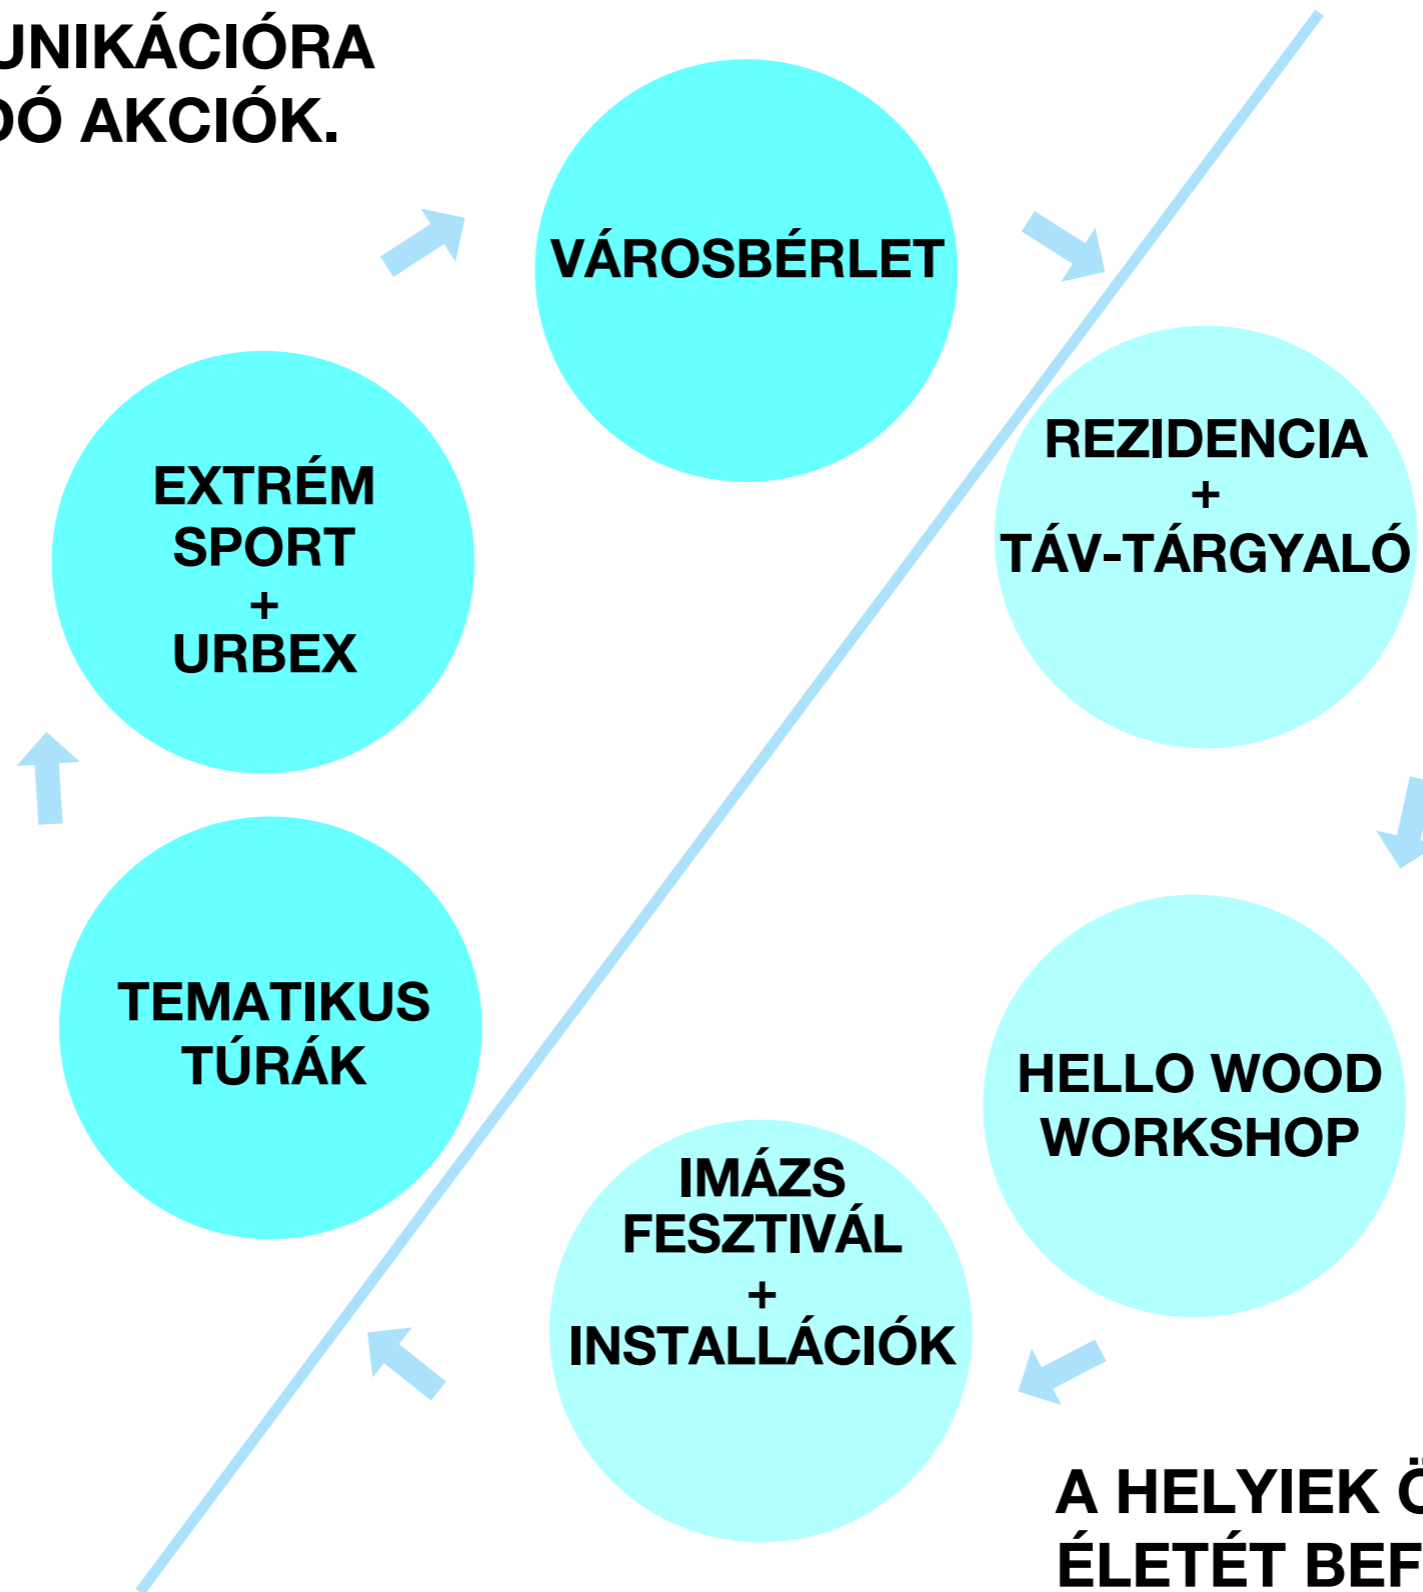 UNIKÁCIÓRA
DÓ AKCIÓK.
VÁROSBÉRLET
EXTRÉM
SPORT
+
URBEX
REZIDENCIA
+
TÁV-TÁRGYALÓ
TEMATIKUS
TÚRÁK
HELLO WOOD
WORKSHOP
IMÁZS
FESZTIVÁL
+
INSTALLÁCIÓK
A HELYIEK Ö
ÉLETÉT BEF